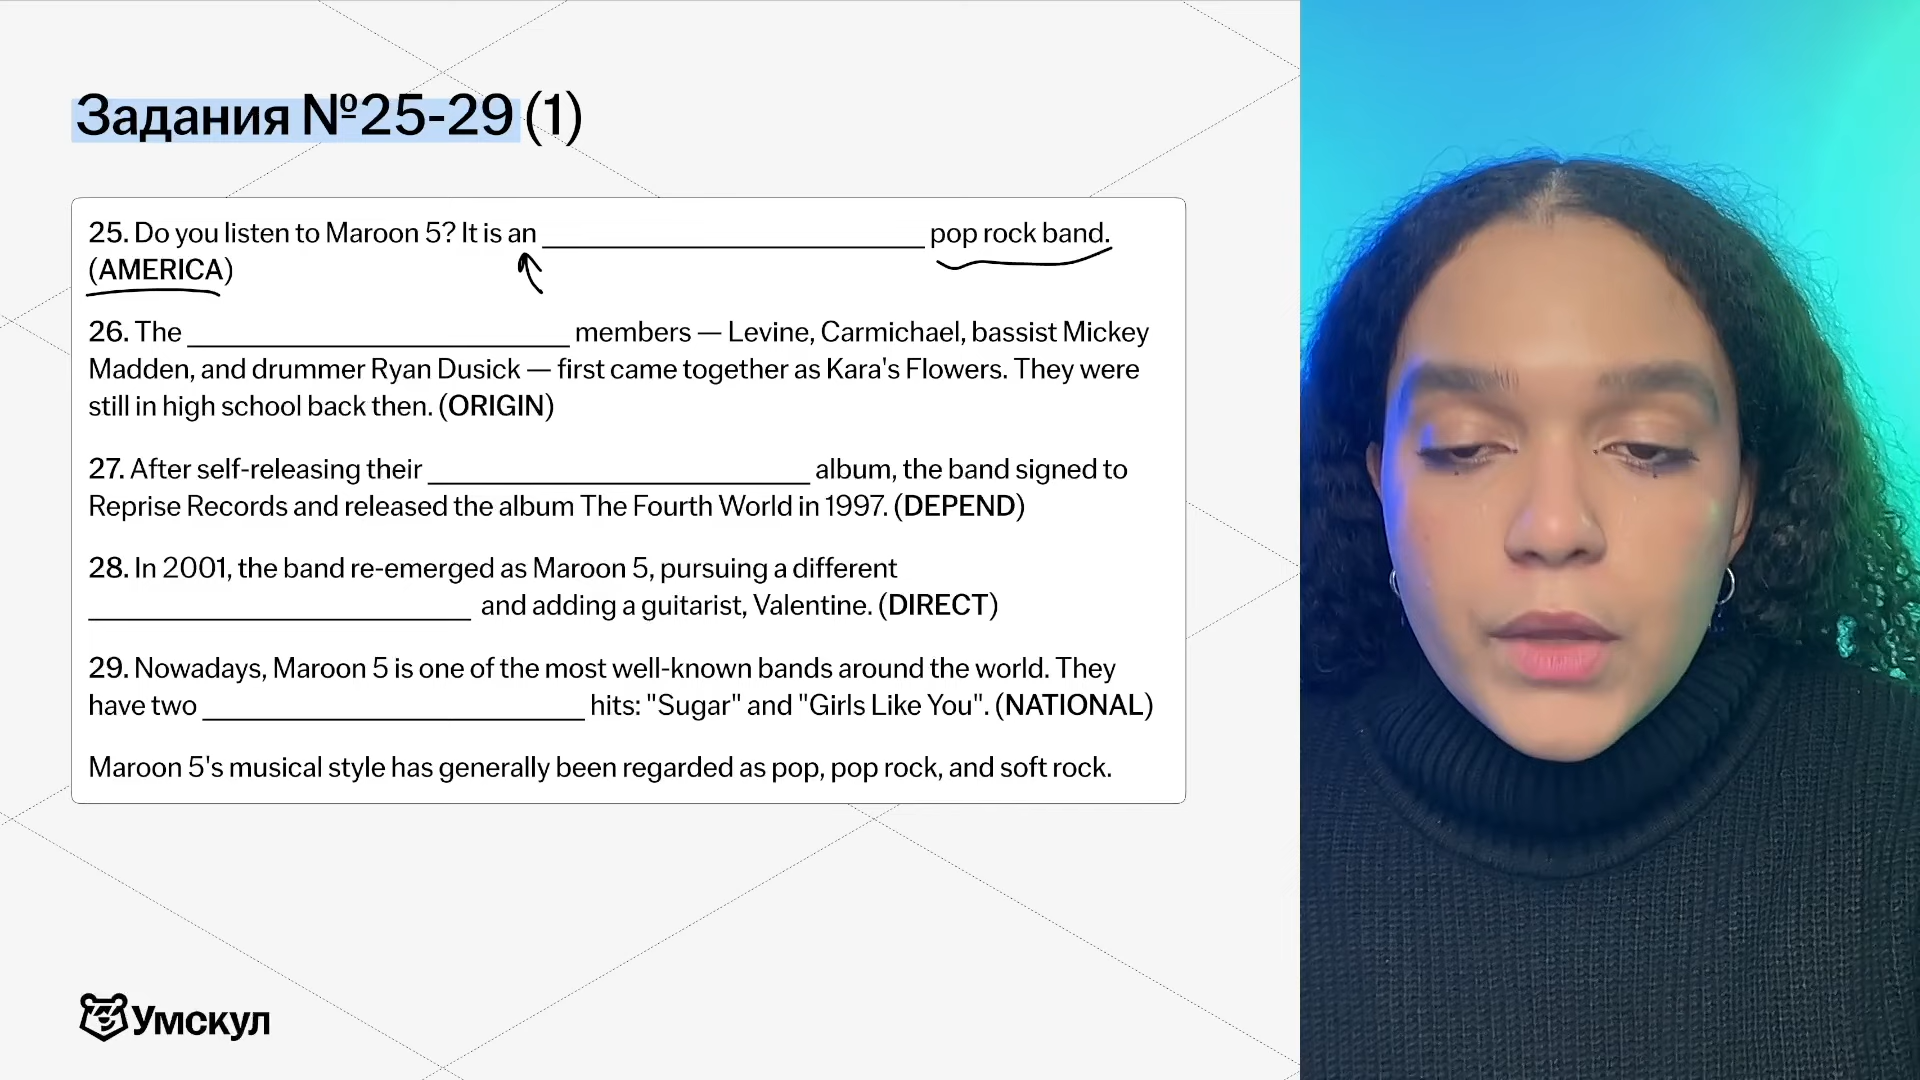 Задания №25-29 (1)
25. Do you listen to Maroon 5? It is an ____________ pop rock band.
(AMERICA)
26. The ____________ members — Levine, Carmichael, bassist Mickey
Madden, and drummer Ryan Dusick — first came together as Kara's Flowers. They were
still in high school back then. (ORIGIN)
27. After self-releasing their ____________ album, the band signed to
Reprise Records and released the album The Fourth World in 1997. (DEPEND)
28. In 2001, the band re-emerged as Maroon 5, pursuing a different
____________ and adding a guitarist, Valentine. (DIRECT)
29. Nowadays, Maroon 5 is one of the most well-known bands around the world. They
have two ____________ hits: "Sugar" and "Girls Like You". (NATIONAL)
Maroon 5's musical style has generally been regarded as pop, pop rock, and soft rock.
Умскул